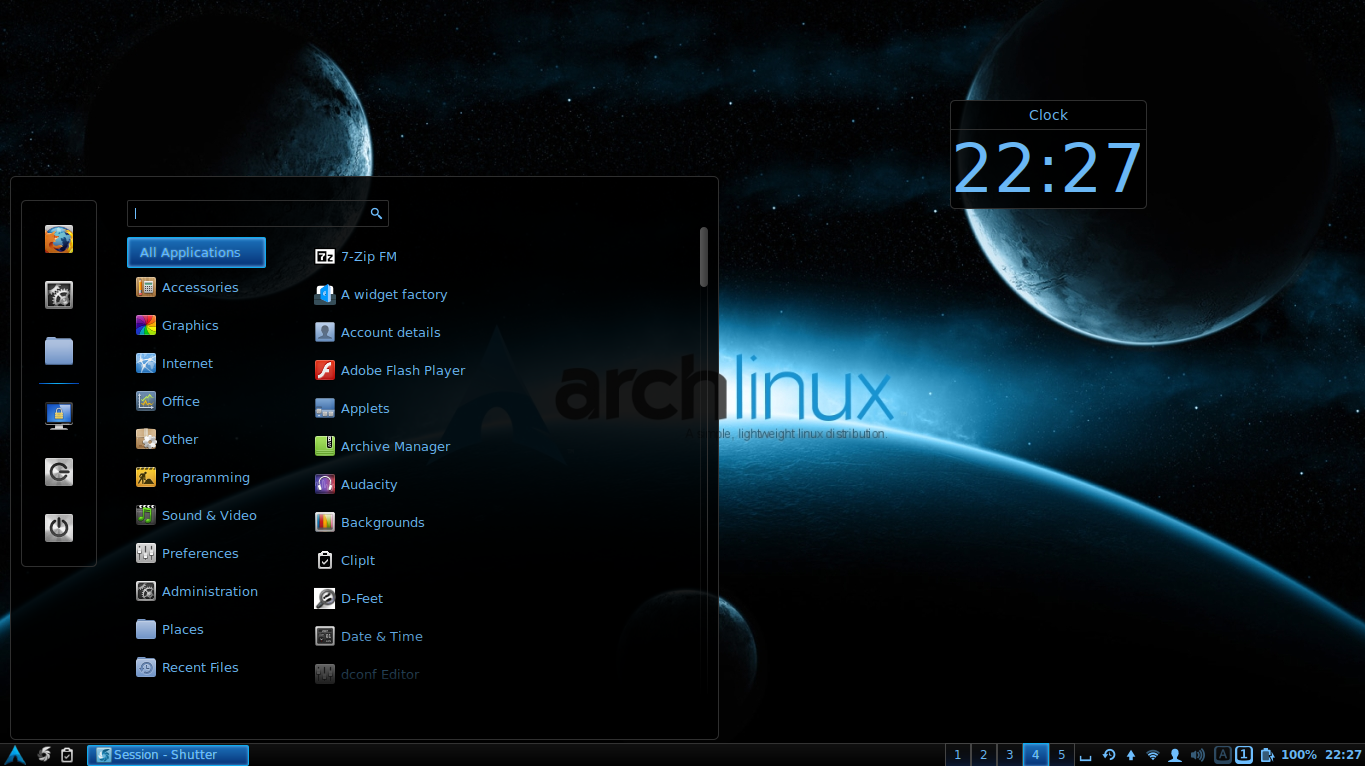 Clock
22:27
All Applications
Accessories
Graphics
Internet
Office
Other
Programming
Sound & Video
Preferences
Administration
Places
Recent Files
7z 7-Zip FM
A widget factory
Account details
Adobe Flash Player
Applets
Archive Manager
Audacity
Backgrounds
ClipIt
D-Feet
Date & Time
dconf Editor
archlinux
lightweight linux distribution.
Session - Shutter
1 2 3 4 5 A 1 100% 22:27